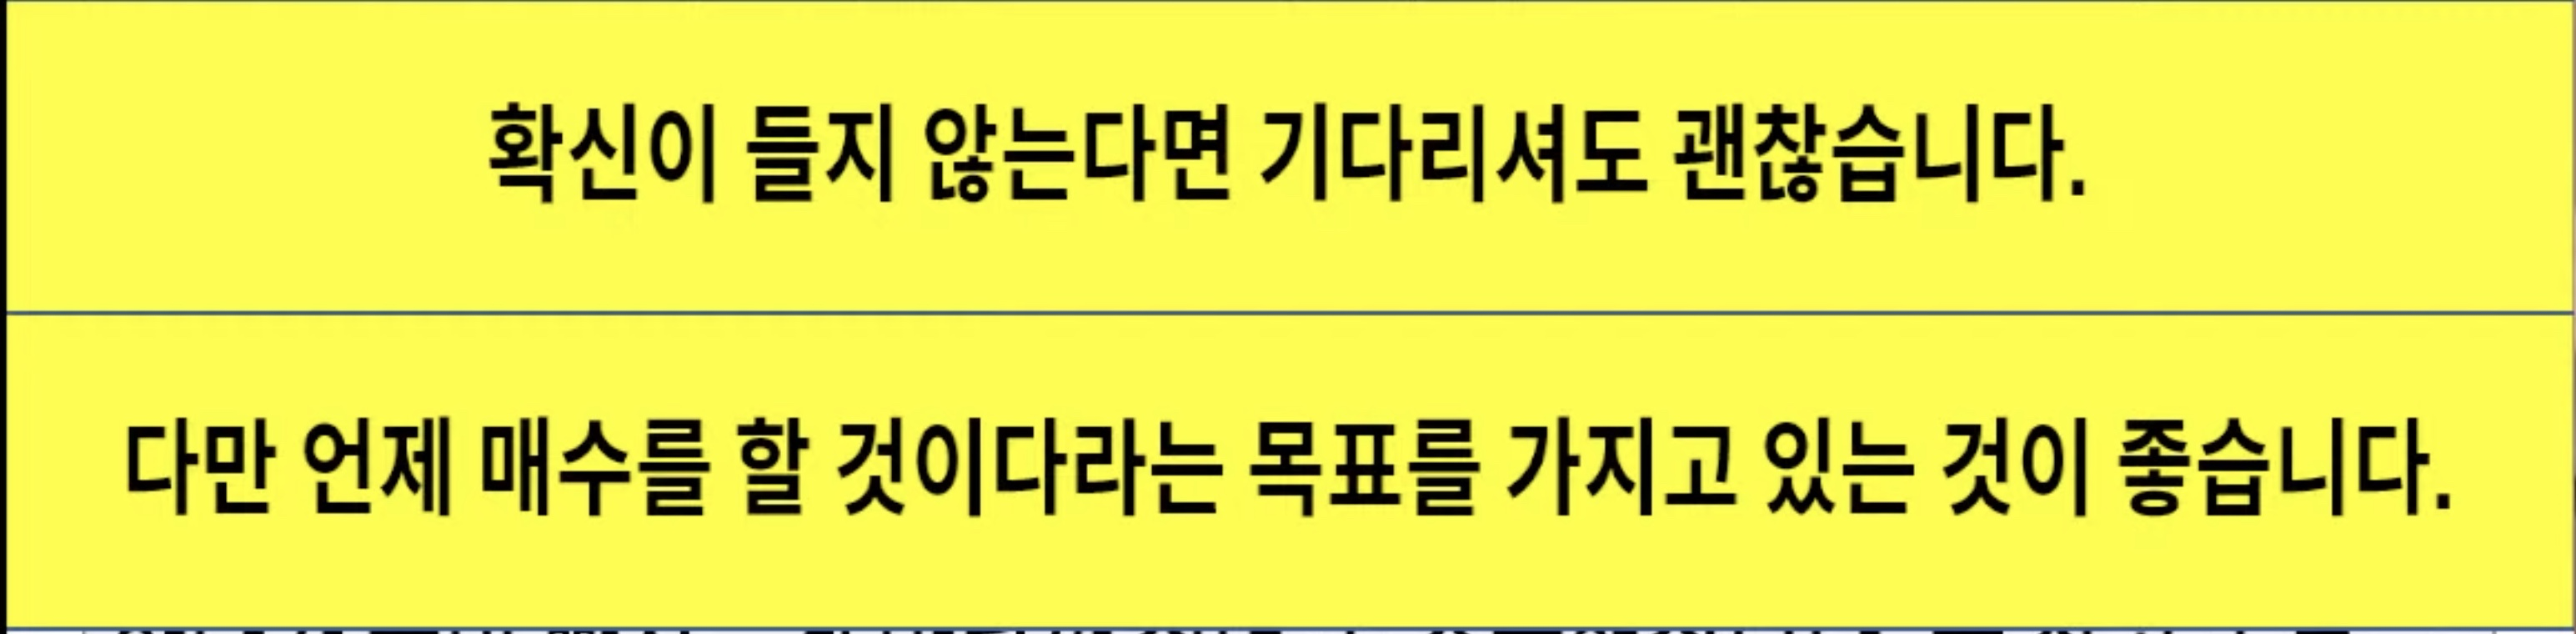 확신이 들지 않는다면 기다리셔도 괜찮습니다.
다만 언제 매수를 할 것이다라는 목표를 가지고 있는 것이 좋습니다.